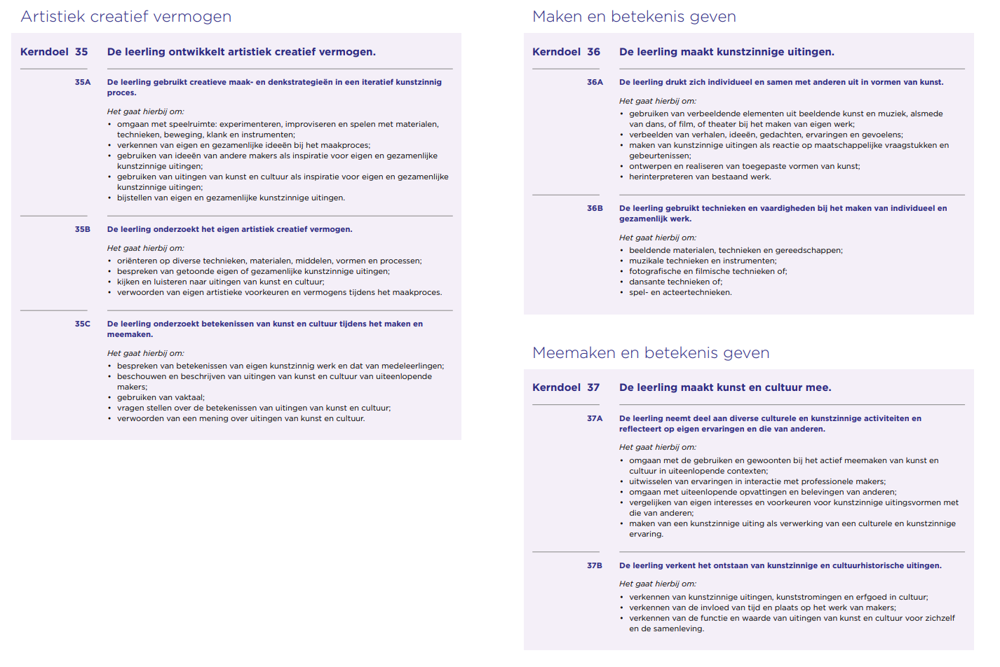 Artistiek creatief vermogen
Kerndoel 35 De leerling ontwikkelt artistiek creatief vermogen.
35A De leerling gebruikt creatieve maak- en denkstrategieën in een iteratief kunstzinnig
proces.
Het gaat hierbij om:
• omgaan met speelruimte: experimenteren, improviseren en spelen met materialen,
technieken, beweging, klank en instrumenten;
• verkennen van eigen en gezamenlijke ideeën bij het maakproces;
• gebruiken van ideeën van andere makers als inspiratie voor eigen en gezamenlijke
kunstzinnige uitingen;
• gebruiken van uitingen van kunst en cultuur als inspiratie voor eigen en gezamenlijke
kunstzinnige uitingen;
• bijstellen van eigen en gezamenlijke kunstzinnige uitingen.
35B De leerling onderzoekt het eigen artistiek creatief vermogen.
Het gaat hierbij om:
• oriënteren op diverse technieken, materialen, middelen, vormen en processen;
• bespreken van getoonde eigen of gezamenlijke kunstzinnige uitingen;
• kijken en luisteren naar uitingen van kunst en cultuur;
• verwoorden van eigen artistieke voorkeuren en vermogens tijdens het maakproces.
35C De leerling onderzoekt betekenissen van kunst en cultuur tijdens het maken en
meemaken.
Het gaat hierbij om:
• bespreken van betekenissen van eigen kunstzinnig werk en dat van medeleerlingen;
• beschouwen en beschrijven van uitingen van kunst en cultuur van uiteenlopende
makers;
• gebruiken van vaktaal;
• vragen stellen over de betekenissen van uitingen van kunst en cultuur;
• verwoorden van een mening over uitingen van kunst en cultuur.
Maken en betekenis geven
Kerndoel 36 De leerling maakt kunstzinnige uitingen.
36A De leerling drukt zich individueel en samen met anderen uit in vormen van kunst.
Het gaat hierbij om:
• gebruiken van verbeeldende elementen uit beeldende kunst en muziek, alsmede
van dans, of film, of theater bij het maken van eigen werk;
• verbeelden van verhalen, ideeën, gedachten, ervaringen en gevoelens;
• maken van kunstzinnige uitingen als reactie op maatschappelijke vraagstukken en
gebeurtenissen;
• ontwerpen en realiseren van toegepaste vormen van kunst;
• herinterpreteren van bestaand werk.
36B De leerling gebruikt technieken en vaardigheden bij het maken van individueel en
gezamenlijk werk.
Het gaat hierbij om:
• beeldende materialen, technieken en gereedschappen;
• muzikale technieken en instrumenten;
• fotografische en filmische technieken of;
• dansante technieken of;
• spel- en acteertechnieken.
Meemaken en betekenis geven
Kerndoel 37 De leerling maakt kunst en cultuur mee.
37A De leerling neemt deel aan diverse culturele en kunstzinnige activiteiten en
reflecteert op eigen ervaringen en die van anderen.
Het gaat hierbij om:
• omgaan met de gebruiken en gewoonten bij het actief meemaken van kunst en
cultuur in uiteenlopende contexten;
• uitwisselen van ervaringen in interactie met professionele makers;
• omgaan met uiteenlopende opvattingen en belevingen van anderen;
• vergelijken van eigen interesses en voorkeuren voor kunstzinnige uitingsvormen met
die van anderen;
• maken van een kunstzinnige uiting als verwerking van een culturele en kunstzinnige
ervaring.
37B De leerling verkent het ontstaan van kunstzinnige en cultuurhistorische uitingen.
Het gaat hierbij om:
• verkennen van kunstzinnige uitingen, kunststromingen en erfgoed in cultuur;
• verkennen van de invloed van tijd en plaats op het werk van makers;
• verkennen van de functie en waarde van uitingen van kunst en cultuur voor zichzelf
en de samenleving.